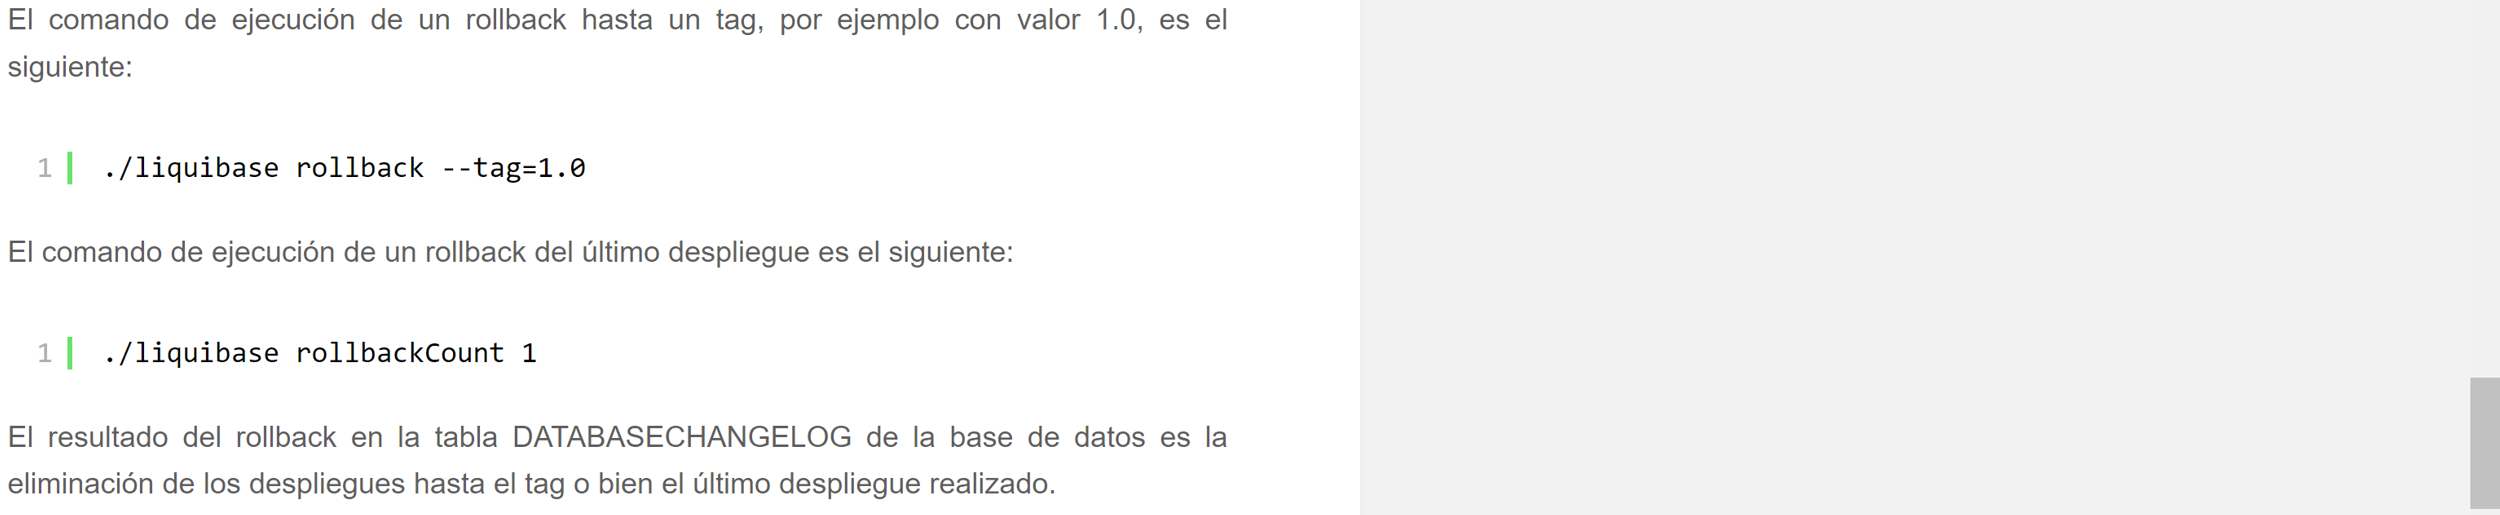 El comando de ejecución de un rollback hasta un tag, por ejemplo con valor 1.0, es el
siguiente:
1 ./liquibase rollback --tag=1.0
El comando de ejecución de un rollback del último despliegue es el siguiente:
1 ./liquibase rollbackCount 1
El resultado del rollback en la tabla DATABASECHANGELOG de la base de datos es la
eliminación de los despliegues hasta el tag o bien el último despliegue realizado.